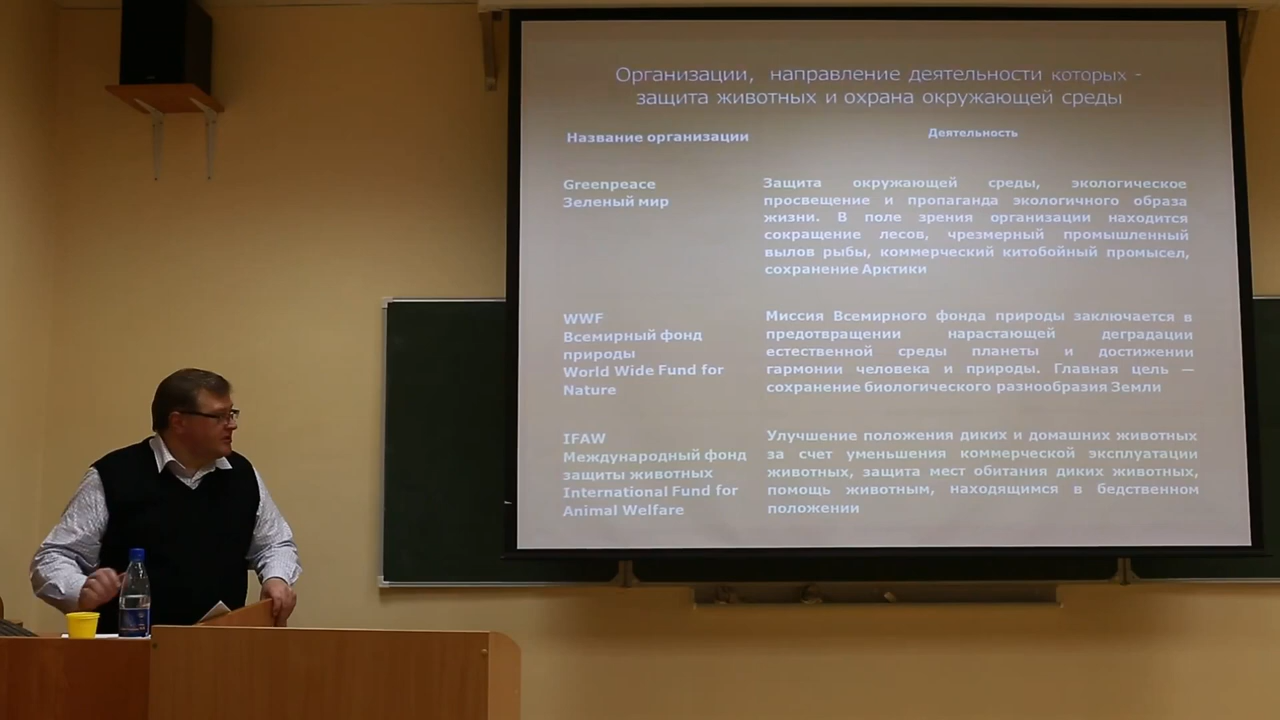 Организации, направление деятельности которых -
защита животных и охрана окружающей среды
Название организации
Деятельность
Greenpeace
Зеленый мир
Защита окружающей среды, экологическое
просвещение и пропаганда экологичного образа
жизни. В поле зрения организации находится
сокращение лесов, чрезмерный промышленный
вылов рыбы, коммерческий китобойный промысел,
сохранение Арктики
WWF
Всемирный фонд
природы
World Wide Fund for
Nature
Миссия Всемирного фонда природы заключается в
предотвращении нарастающей деградации
естественной среды планеты и достижении
гармонии человека и природы. Главная цель —
сохранение биологического разнообразия Земли
IFAW
Международный фонд
защиты животных
International Fund for
Animal Welfare
Улучшение положения диких и домашних животных
за счет уменьшения коммерческой эксплуатации
животных, защита мест обитания диких животных,
помощь животным, находящимся в бедственном
положении